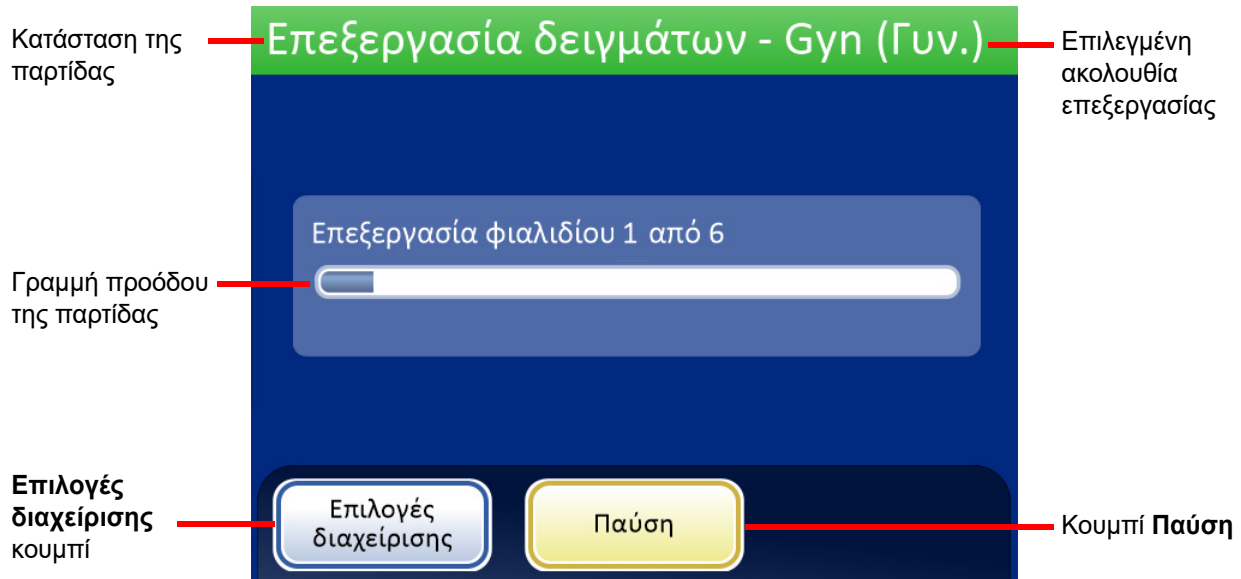 Κατάσταση της
παρτίδας
Επεξεργασία δειγμάτων - Gyn (Γυν.)
Επιλεγμένη
ακολουθία
επεξεργασίας
Επεξεργασία φιαλιδίου 1 από 6
Γραμμή προόδου
της παρτίδας
Επιλογές
διαχείρισης
κουμπί
Επιλογές
διαχείρισης
Παύση
Κουμπί Παύση